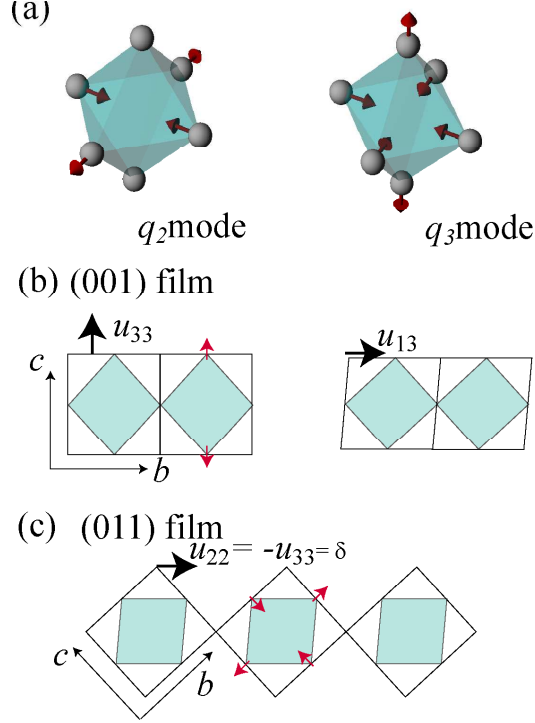 (a)
q2mode q3mode
(b) (001) film
u33 u13
c
b
(c) (011) film
u22= -u33= δ
c
b